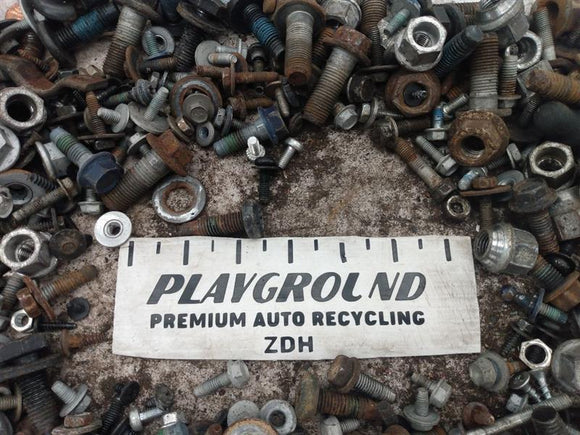 PLAYGROUND
PREMIUM AUTO RECYCLING
ZDH